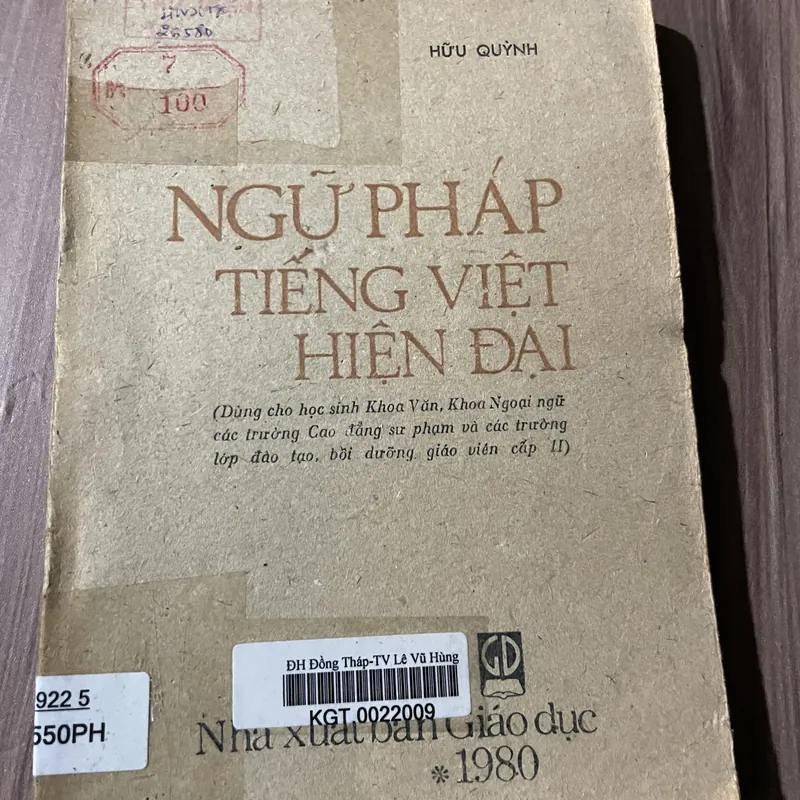 26580
7
100
HỮU QUỲNH
NGỮ PHÁP
TIẾNG VIỆT
HIỆN ĐẠI
(Dùng cho học sinh Khoa Văn, Khoa Ngoại ngữ
các trường Cao đẳng sư phạm và các trường
lớp đào tạo, bồi dưỡng giáo viên cấp II)
ĐH Đồng Tháp-TV Lê Vũ Hùng
KGT 0022009
922 5
550PH
GD
Nhà xuất bản Giáo dục
* 1980